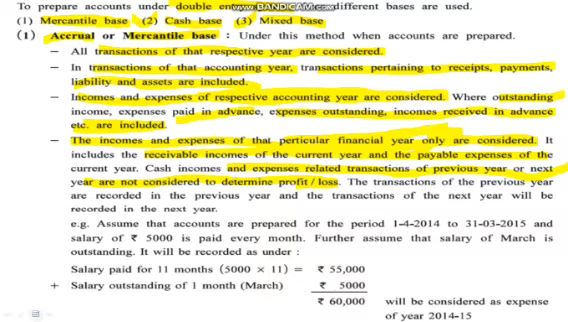 To prepare accounts under double different bases are used.
(1) Mercantile base (2) Cash base (3) Mixed base
(1) Accrual or Mercantile base : Under this method when accounts are prepared.
– All transactions of that respective year are considered.
– In transactions of that accounting year, transactions pertaining to receipts, payments,
liability and assets are included.
– Incomes and expenses of respective accounting year are considered. Where outstanding
income, expenses paid in advance, expenses outstanding, incomes received in advance
etc. are included.
– The incomes and expenses of that perticular financial year only are considered. It
includes the receivable incomes of the current year and the payable expenses of the
current year. Cash incomes and expenses related transactions of previous year or next
year are not considered to determine profit / loss. The transactions of the previous year
are recorded in the previous year and the transactions of the next year will be
recorded in the next year.
e.g. Assume that accounts are prepared for the period 1-4-2014 to 31-03-2015 and
salary of ₹ 5000 is paid every month. Further assume that salary of March is
outstanding. It will be recorded as under :
Salary paid for 11 months (5000 × 11) = ₹ 55,000
+ Salary outstanding of 1 month (March) ₹ 5000
₹ 60,000 will be considered as expense
of year 2014-15